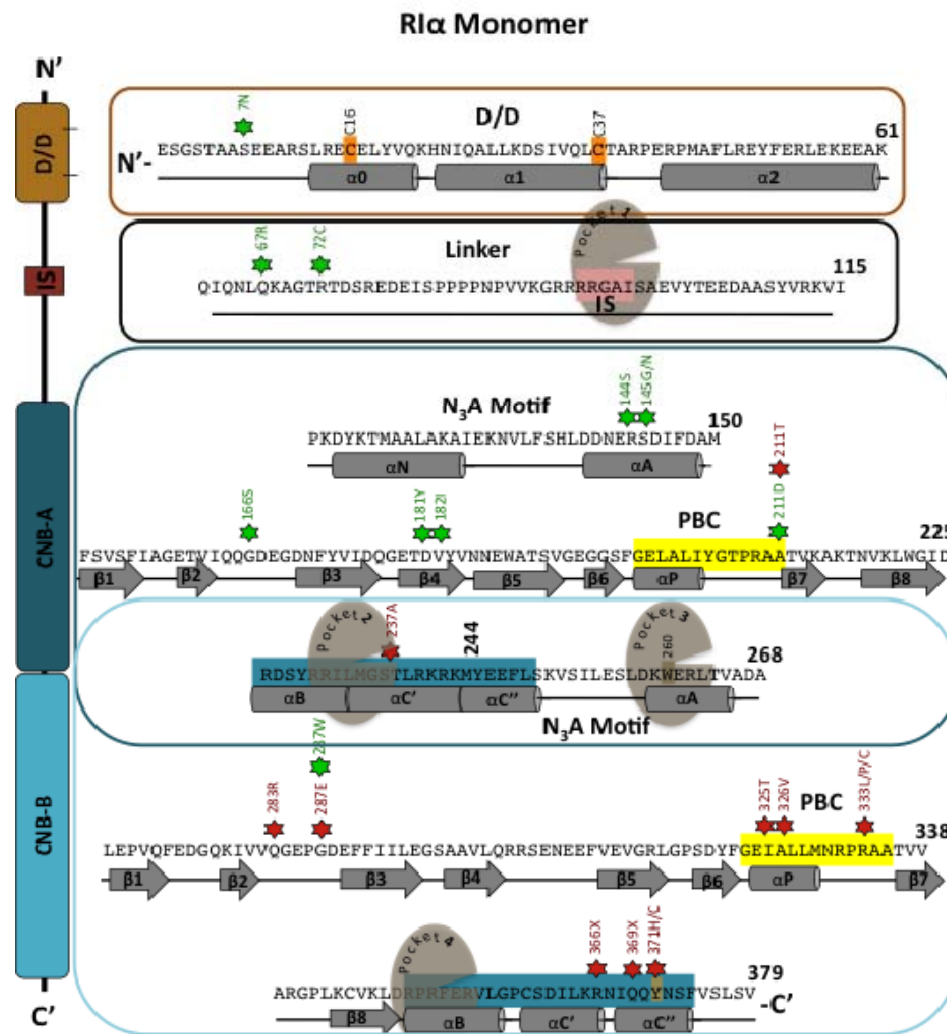 RIα Monomer
N'
D/D
IS
CNB-A
CNB-B
C'
7N
C16
D/D
C37
61
N'-
ESGSTAASEEEARSLRECELYVQKHNIQALLKDSIVQLCTARPERPMAFLREYFERLEKEEAK
α0 α1 α2
67R
72C
Linker
Pocket 1
115
QIQNLQKAGTRTDSREDEISPPPPNPVVKGRRRRGAISAEVYTEEDAASYVRKVI
IS
N3A Motif
144S
145G/N
150
PKDYKTMAALAKAIEKNVLFSHLDDNERSDIFDAM
αN αA
211T
166S
181V
182I
PBC
211D
225
FSVSFIAGETVIQQGDEGDNFYVIDQGETDVYVNNEWATSVGEGGSFGELALIYGTPRAATVKAKTNVKLWGID
β1 β2 β3 β4 β5 β6 αP β7 β8
Pocket 2
237A
244
Pocket 3
260
268
RDSYRRILMGSTLRKRKMYEEFLSKVSILESLDKWERLTVADA
αB αC' αC'' αA
N3A Motif
287W
283R
287E
325T
326V
PBC
333L/P/C
338
LEPVQFEDGQKIVVQGEPGDEFFIILEGSAAVLQRRSENEEFVEVGRLGPSDYFGEIALLMNRPRAATVV
β1 β2 β3 β4 β5 β6 αP β7
Pocket 4
366X
369X
371H/C
379
ARGPLKCVKLDRPRFERVLGPCSDILKRNIQQYNSFVSLSV
-C'
β8 αB αC' αC''